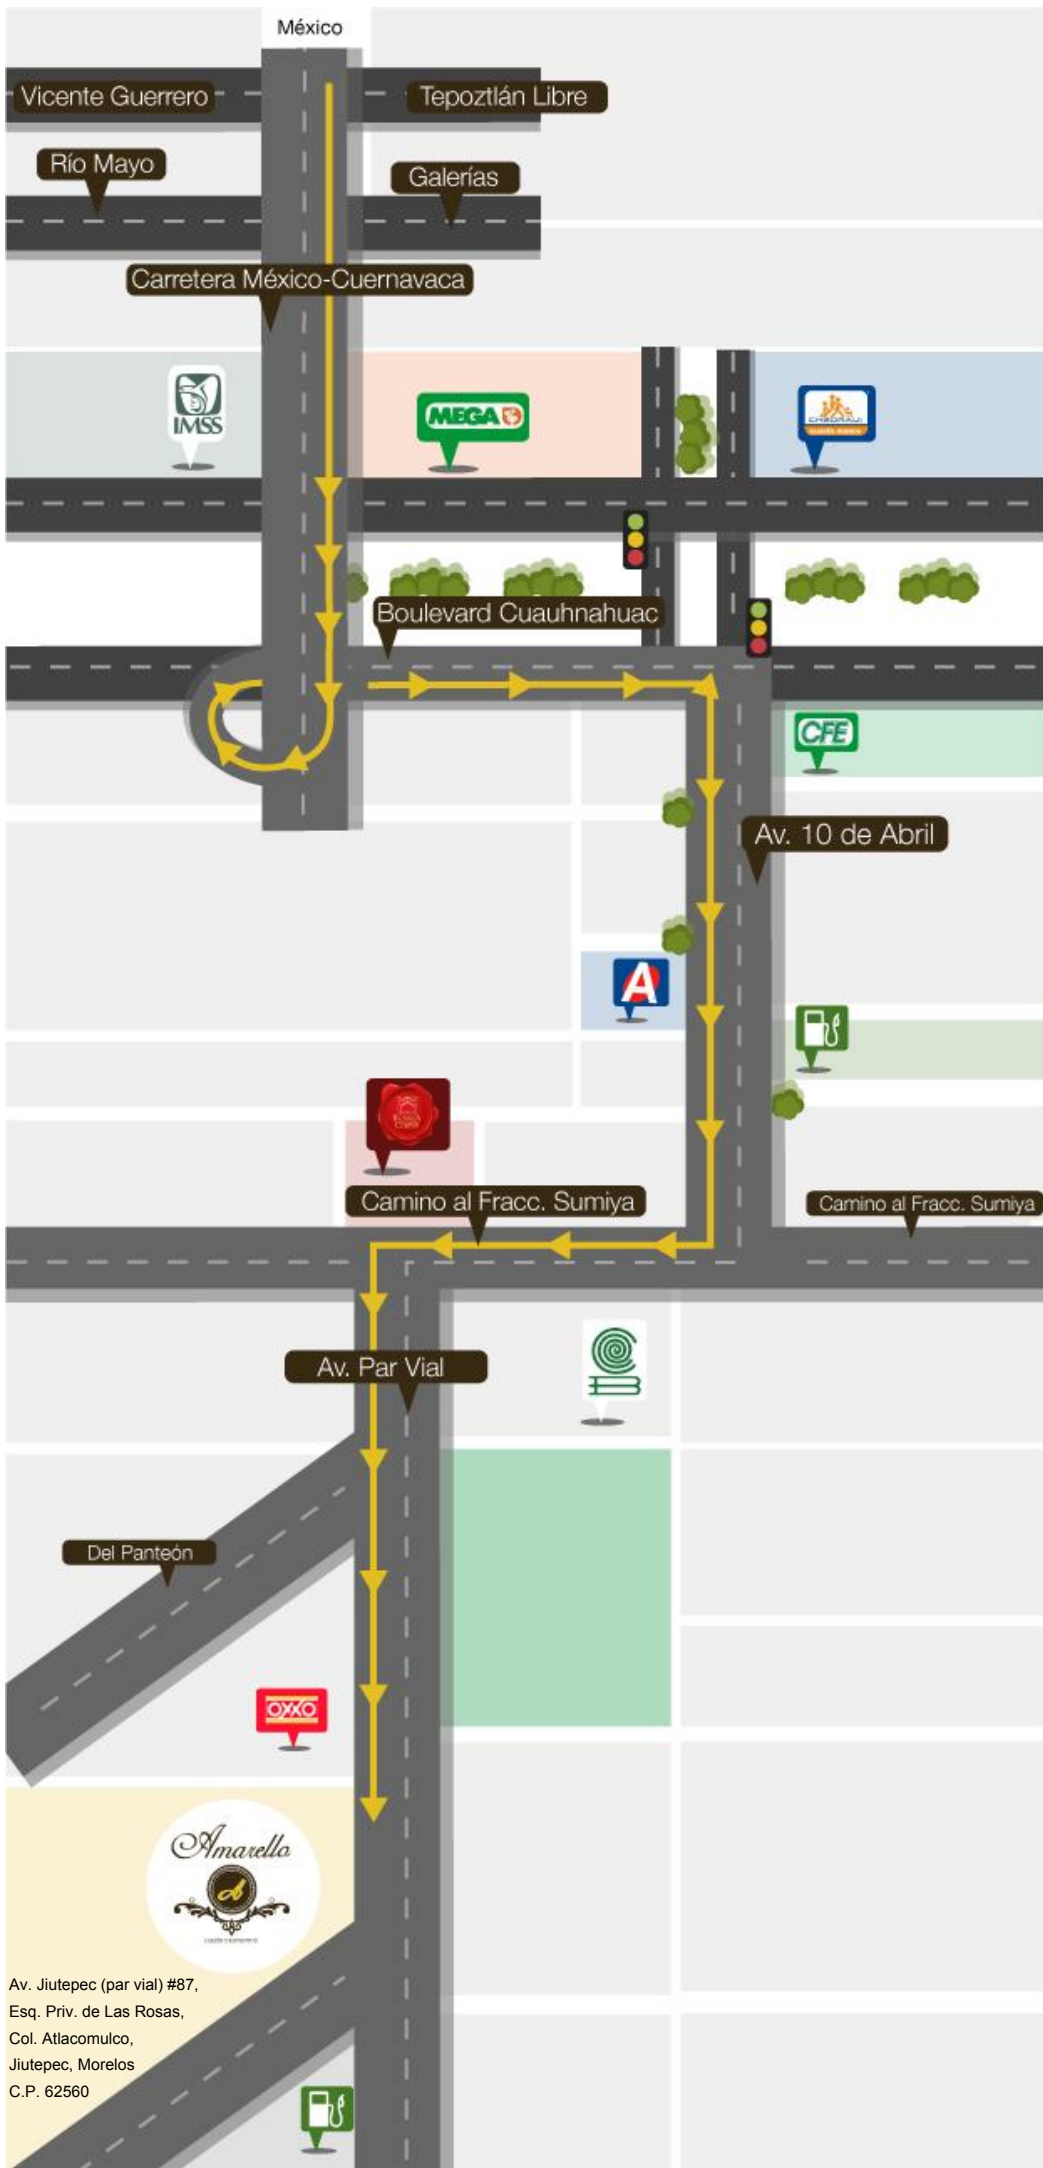 México
Vicente Guerrero
Tepoztlán Libre
Río Mayo
Galerías
Carretera México-Cuernavaca
IMSS
MEGA
CHEDRAUI
Boulevard Cuauhnahuac
CFE
Av. 10 de Abril
A
Camino al Fracc. Sumiya
Camino al Fracc. Sumiya
Av. Par Vial
Del Panteón
OXXO
Amarello
A
Av. Jiutepec (par vial) #87,
Esq. Priv. de Las Rosas,
Col. Atlacomulco,
Jiutepec, Morelos
C.P. 62560